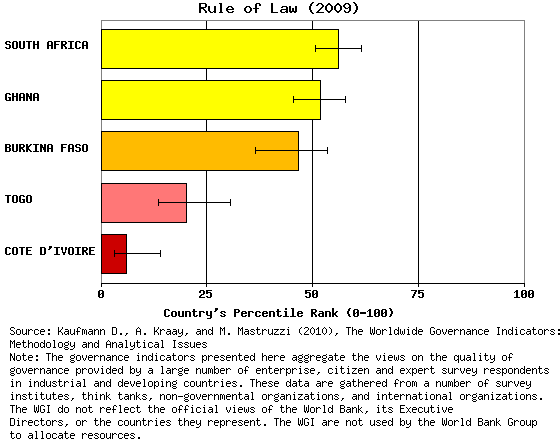 Rule of Law (2009)
SOUTH AFRICA
GHANA
BURKINA FASO
TOGO
COTE D'IVOIRE
0 25 50 75 100
Country's Percentile Rank (0-100)
Source: Kaufmann D., A. Kraay, and M. Mastruzzi (2010), The Worldwide Governance Indicators:
Methodology and Analytical Issues
Note: The governance indicators presented here aggregate the views on the quality of
governance provided by a large number of enterprise, citizen and expert survey respondents
in industrial and developing countries. These data are gathered from a number of survey
institutes, think tanks, non-governmental organizations, and international organizations.
The WGI do not reflect the official views of the World Bank, its Executive
Directors, or the countries they represent. The WGI are not used by the World Bank Group
to allocate resources.